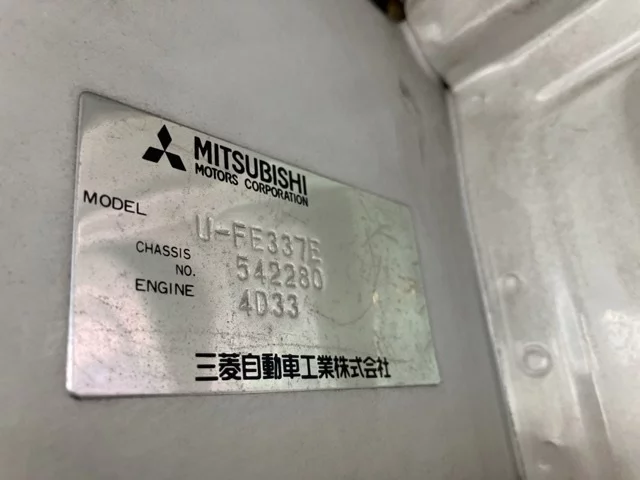 MITSUBISHI
MOTORS CORPORATION
MODEL U-FE337E
CHASSIS NO. 542280
ENGINE 4D33
三菱自動車工業株式会社